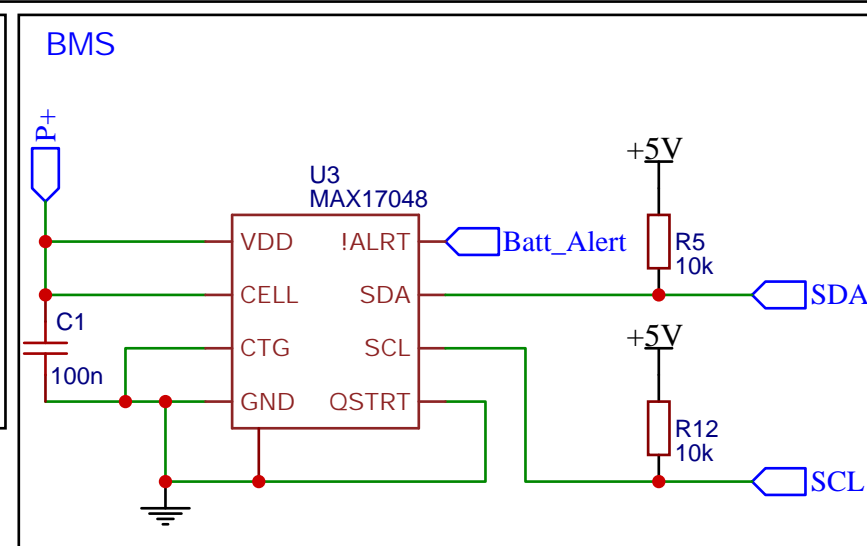 BMS
P+
U3
MAX17048
VDD
CELL
CTG
GND
!ALRT
SDA
SCL
QSTRT
C1
100n
Batt_Alert
+5V
R5
10k
SDA
+5V
R12
10k
SCL